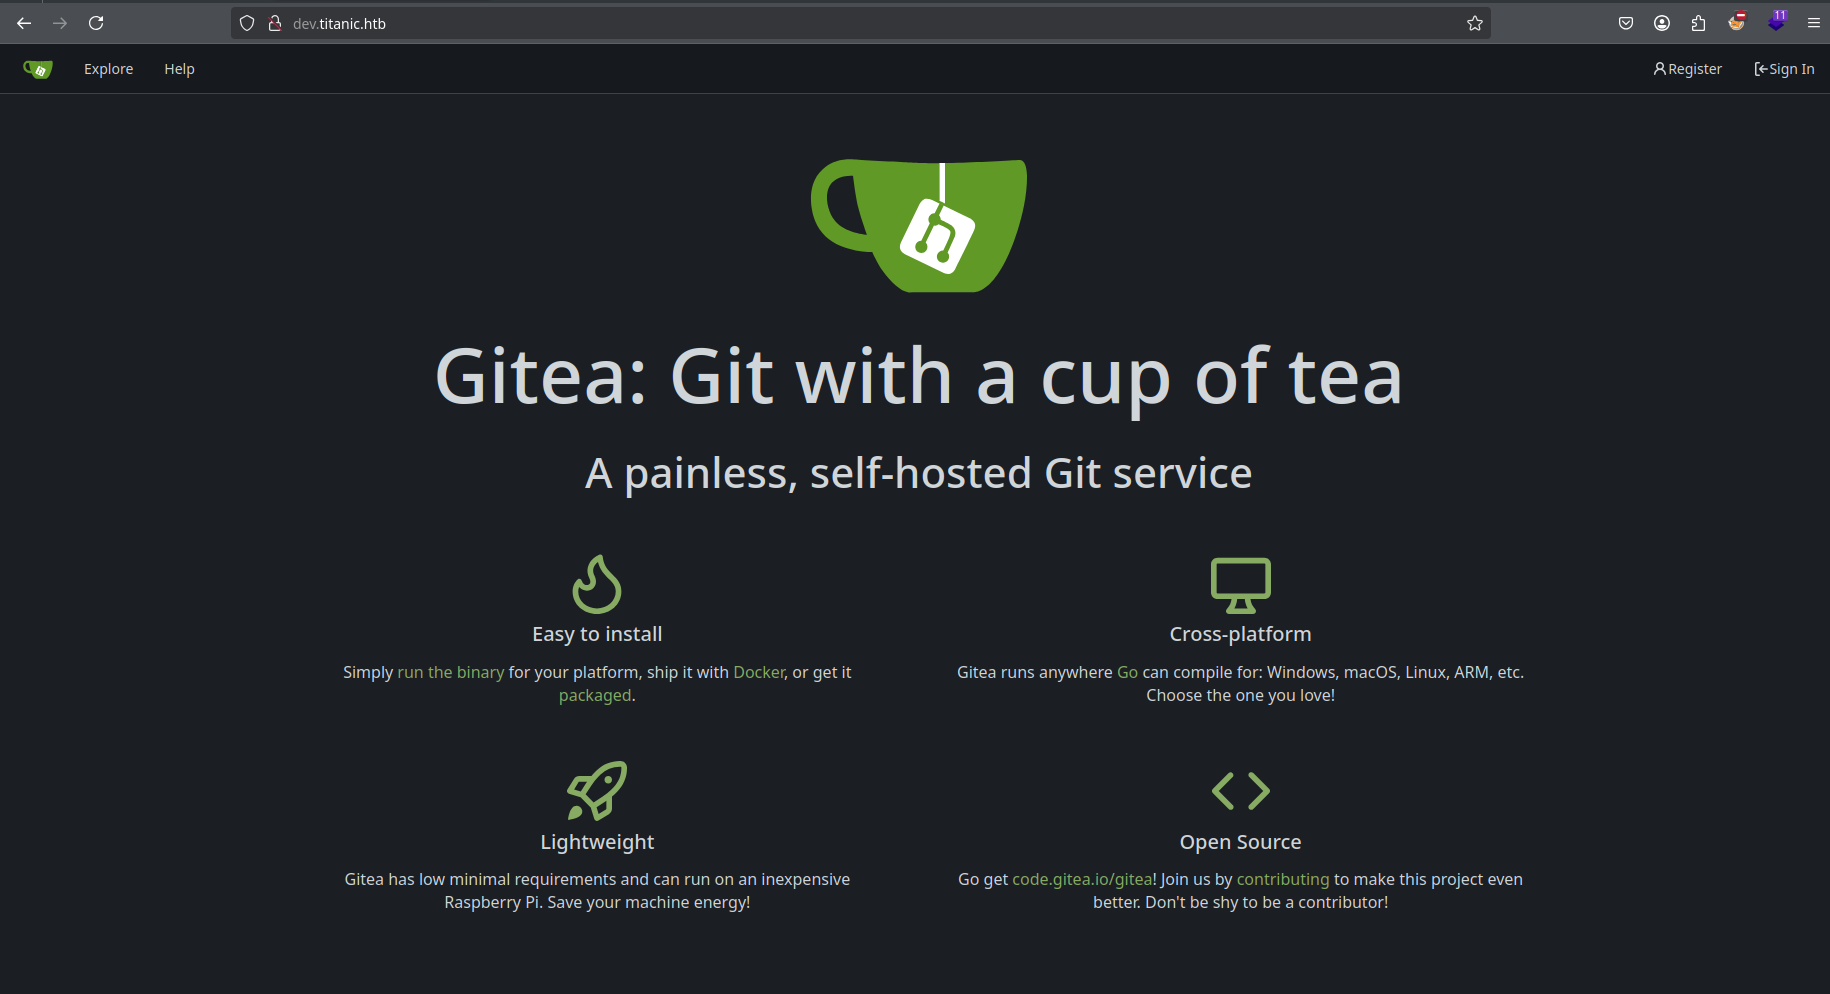 dev.titanic.htb
11
Explore
Help
Register
Sign In
Gitea: Git with a cup of tea
A painless, self-hosted Git service
Easy to install
Simply run the binary for your platform, ship it with Docker, or get it
packaged.
Cross-platform
Gitea runs anywhere Go can compile for: Windows, macOS, Linux, ARM, etc.
Choose the one you love!
Lightweight
Gitea has low minimal requirements and can run on an inexpensive
Raspberry Pi. Save your machine energy!
Open Source
Go get code.gitea.io/gitea! Join us by contributing to make this project even
better. Don't be shy to be a contributor!